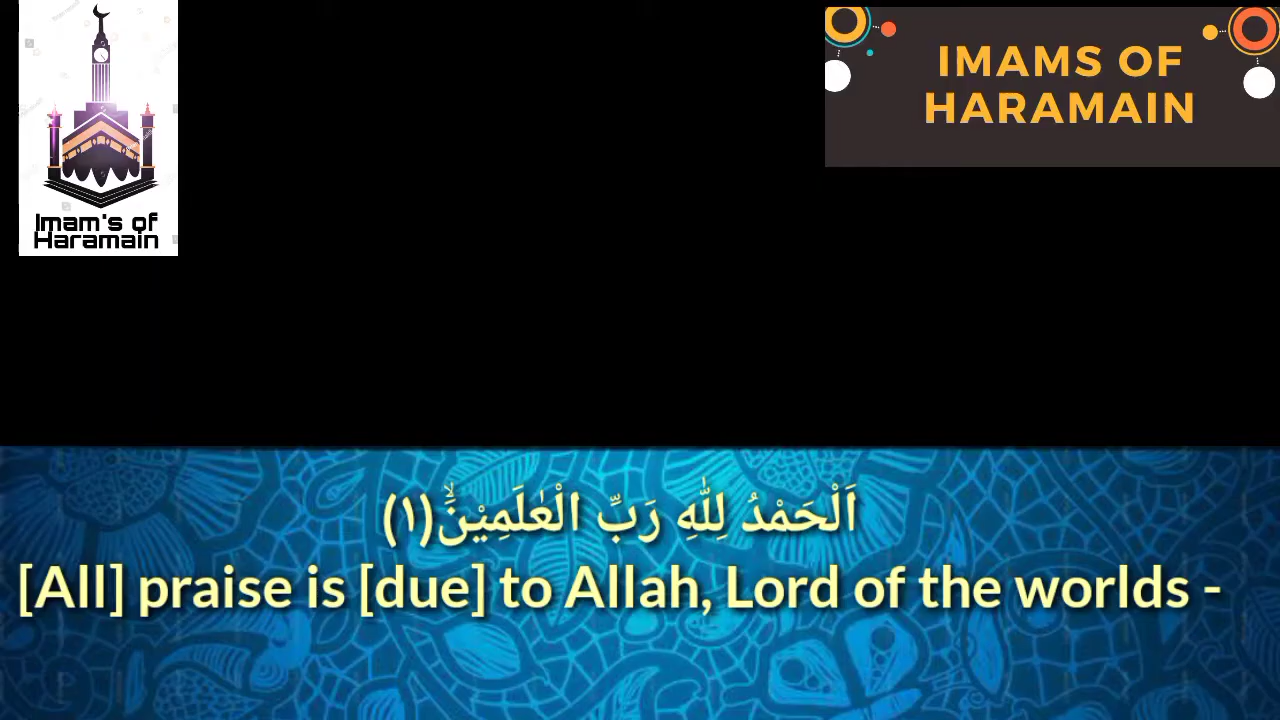 Imam's of
Haramain
IMAMS OF
HARAMAIN
اَلْحَمْدُ لِلّٰهِ رَبِّ الْعٰلَمِيْنَۙ(١)
[All] praise is [due] to Allah, Lord of the worlds -